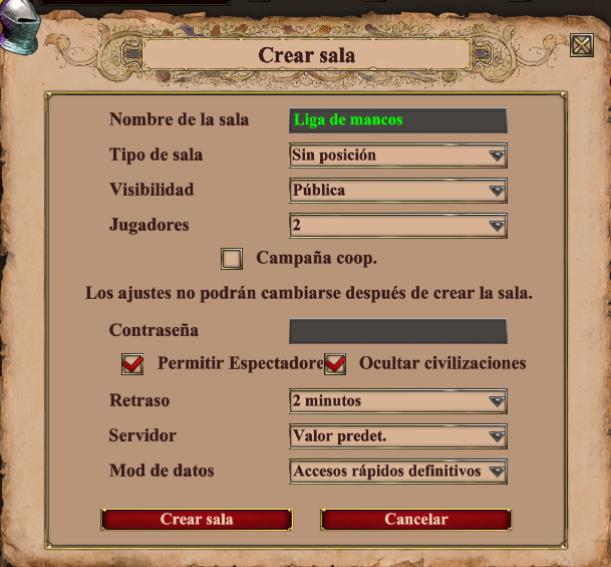 Crear sala
Nombre de la sala Liga de mancos
Tipo de sala Sin posición
Visibilidad Pública
Jugadores 2
Campaña coop.
Los ajustes no podrán cambiarse después de crear la sala.
Contraseña
Permitir Espectadore Ocultar civilizaciones
Retraso 2 minutos
Servidor Valor predet.
Mod de datos Accesos rápidos definitivos
Crear sala Cancelar